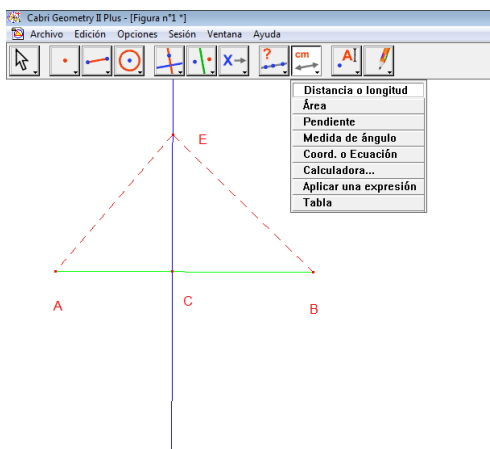 Cabri Geometry II Plus - [Figura n°1 *]
Archivo Edición Opciones Sesión Ventana Ayuda
X
?
cm
A
Distancia o longitud
Área
Pendiente
Medida de ángulo
Coord. o Ecuación
Calculadora...
Aplicar una expresión
Tabla
E
A
C
B